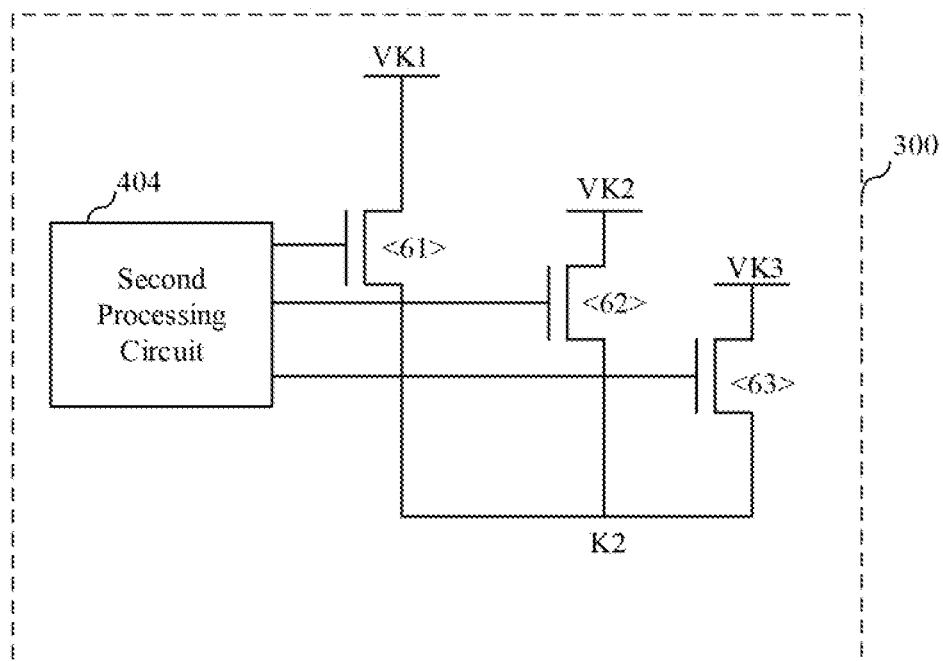 VK1
300
404
VK2
<61>
Second
Processing
Circuit
VK3
<62>
<63>
K2